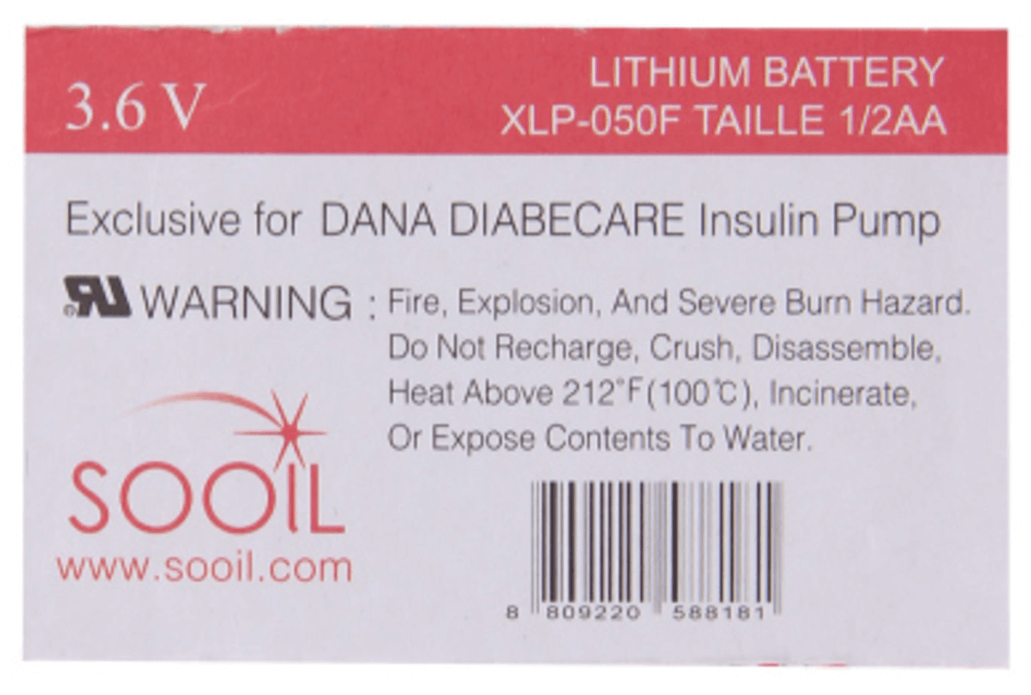 3.6 V
LITHIUM BATTERY
XLP-050F TAILLE 1/2AA
Exclusive for DANA DIABECARE Insulin Pump
WARNING : Fire, Explosion, And Severe Burn Hazard.
Do Not Recharge, Crush, Disassemble,
Heat Above 212°F(100℃), Incinerate,
Or Expose Contents To Water.
SOOIL
www.sooil.com
8 809220 588181